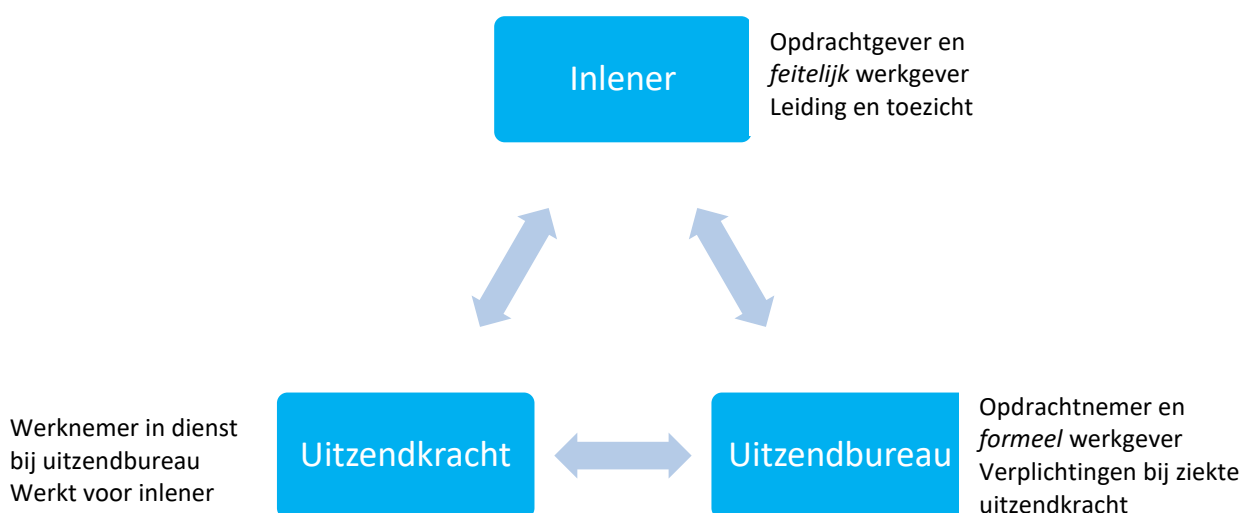 Inlener
Opdrachtgever en
feitelijk werkgever
Leiding en toezicht
Werknemer in dienst
bij uitzendbureau
Werkt voor inlener
Uitzendkracht
Uitzendbureau
Opdrachtnemer en
formeel werkgever
Verplichtingen bij ziekte
uitzendkracht